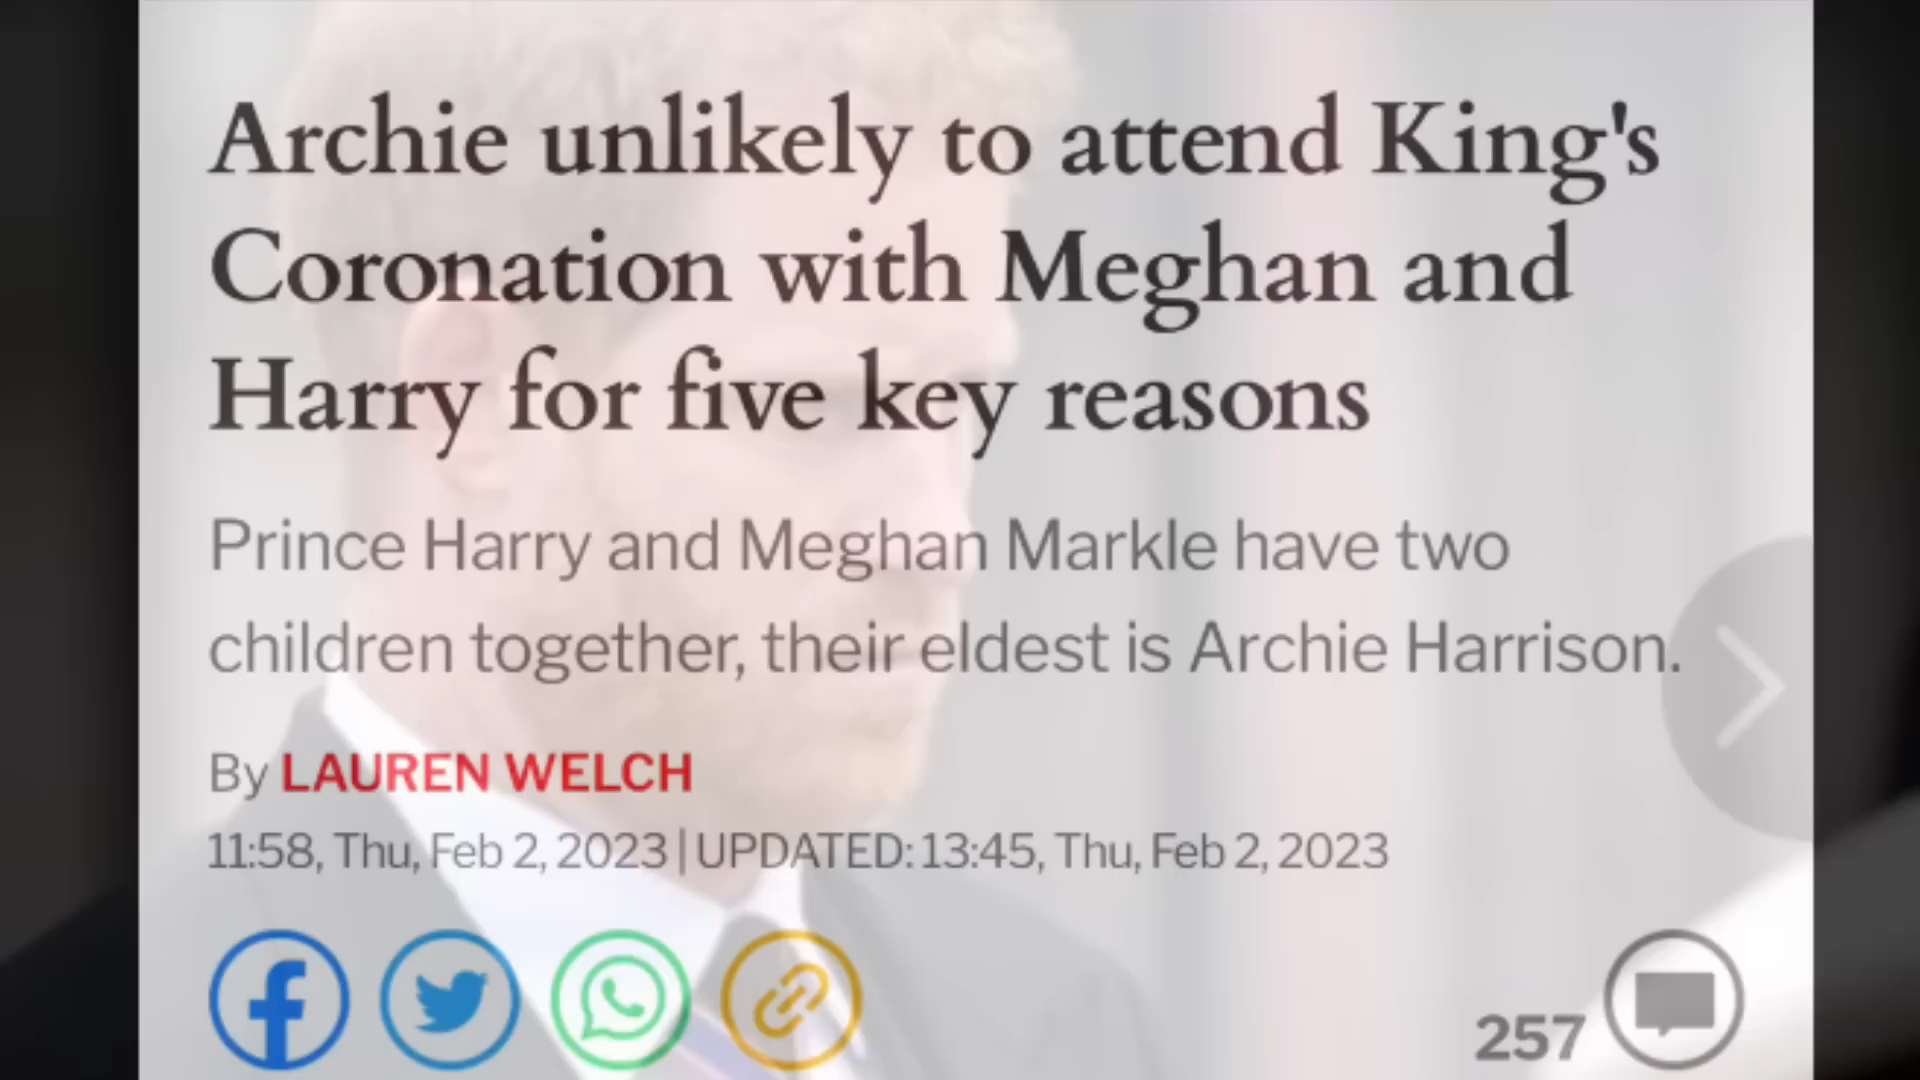 Archie unlikely to attend King's
Coronation with Meghan and
Harry for five key reasons
Prince Harry and Meghan Markle have two
children together, their eldest is Archie Harrison.
By LAUREN WELCH
11:58, Thu, Feb 2, 2023 | UPDATED: 13:45, Thu, Feb 2, 2023
257